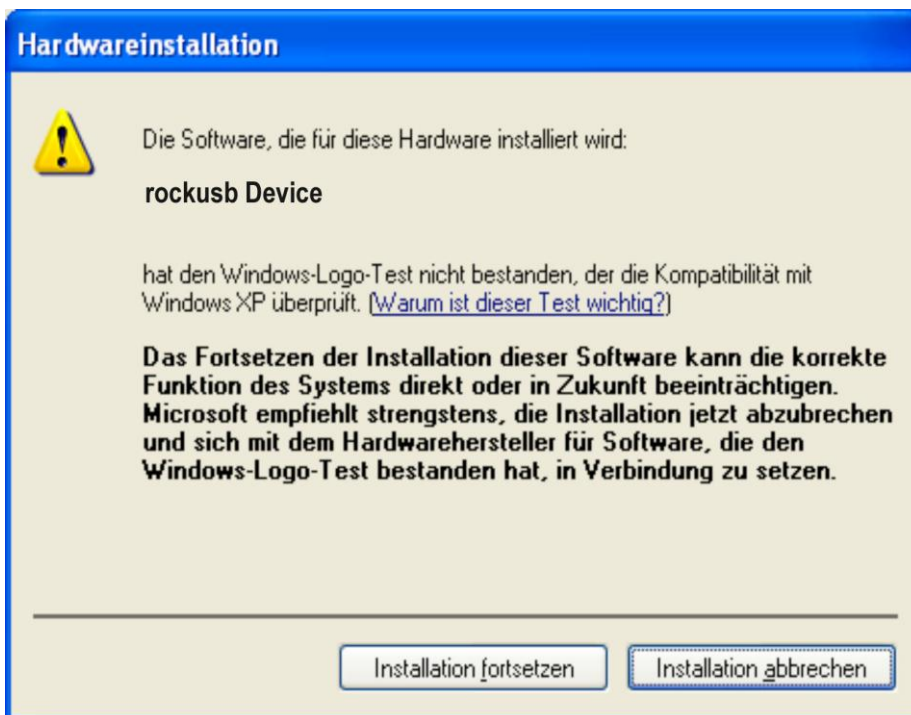 Hardwareinstallation
Die Software, die für diese Hardware installiert wird:
rockusb Device
hat den Windows-Logo-Test nicht bestanden, der die Kompatibilität mit
Windows XP überprüft. (Warum ist dieser Test wichtig?)
Das Fortsetzen der Installation dieser Software kann die korrekte
Funktion des Systems direkt oder in Zukunft beeinträchtigen.
Microsoft empfiehlt strengstens, die Installation jetzt abzubrechen
und sich mit dem Hardwarehersteller für Software, die den
Windows-Logo-Test bestanden hat, in Verbindung zu setzen.
Installation fortsetzen
Installation abbrechen